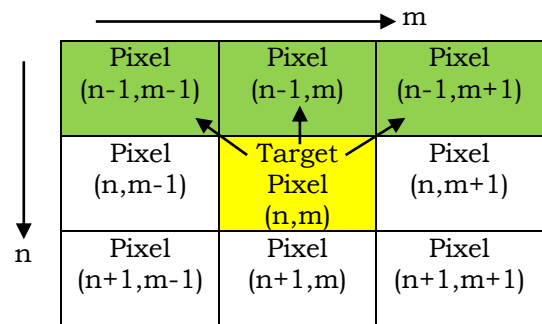 m
Pixel Pixel Pixel
(n-1,m-1) (n-1,m) (n-1,m+1)
Pixel Target Pixel
(n,m-1) Pixel (n,m+1)
(n,m)
n
Pixel Pixel Pixel
(n+1,m-1) (n+1,m) (n+1,m+1)